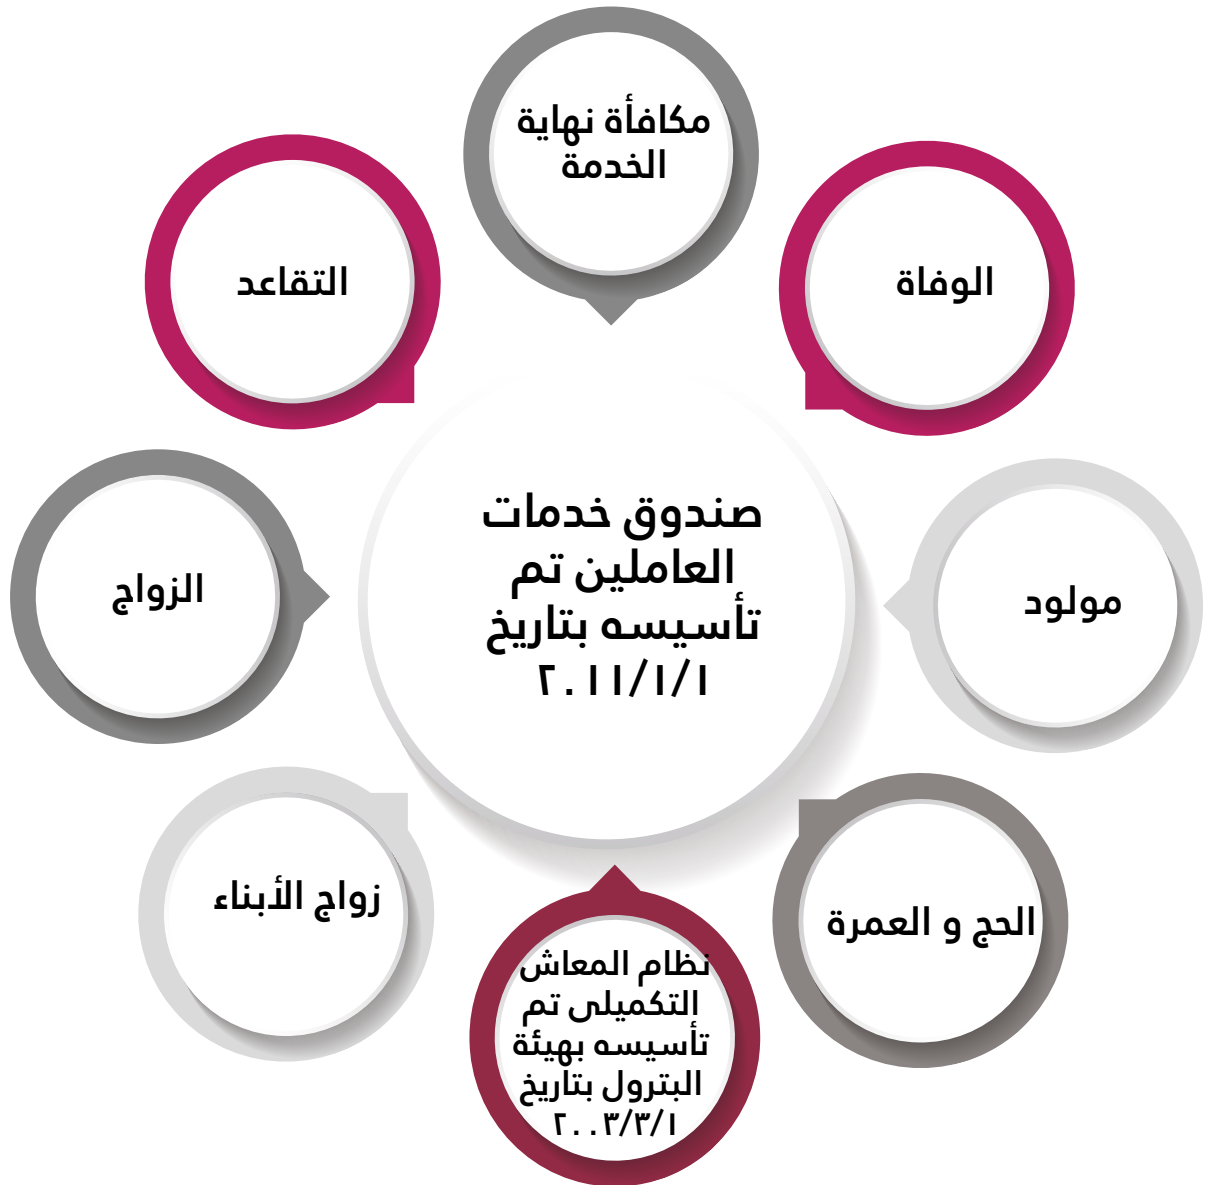 مكافأة نهاية
الخدمة
الوفاة
التقاعد
صندوق خدمات
العاملين تم
تأسيسه بتاريخ
٢٠١١/١/١
مولود
الزواج
الحج و العمرة
زواج الأبناء
نظام المعاش
التكميلى تم
تأسيسه بهيئة
البترول بتاريخ
٢٠٠٣/٣/١